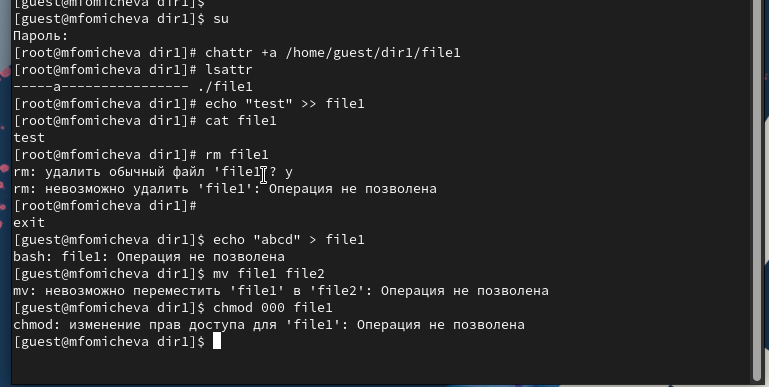 [guest@mfomicheva dir1]$
[guest@mfomicheva dir1]$ su
Пароль:
[root@mfomicheva dir1]# chattr +a /home/guest/dir1/file1
[root@mfomicheva dir1]# lsattr
-----a---------------- ./file1
[root@mfomicheva dir1]# echo "test" >> file1
[root@mfomicheva dir1]# cat file1
test
[root@mfomicheva dir1]# rm file1
rm: удалить обычный файл 'file1'? y
rm: невозможно удалить 'file1': Операция не позволена
[root@mfomicheva dir1]#
exit
[guest@mfomicheva dir1]$ echo "abcd" > file1
bash: file1: Операция не позволена
[guest@mfomicheva dir1]$ mv file1 file2
mv: невозможно переместить 'file1' в 'file2': Операция не позволена
[guest@mfomicheva dir1]$ chmod 000 file1
chmod: изменение прав доступа для 'file1': Операция не позволена
[guest@mfomicheva dir1]$